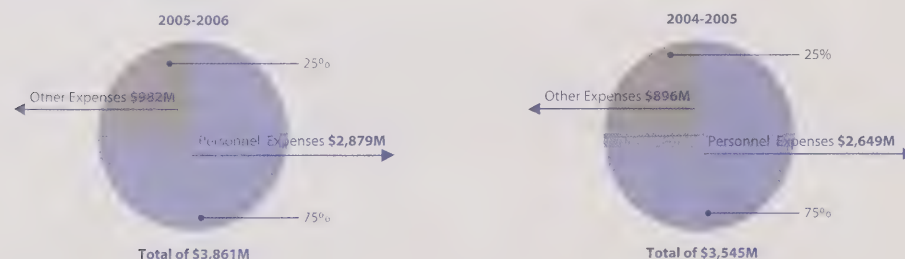 2005-2006
25%
Other Expenses $982M
Personnel Expenses $2,879M
75%
Total of $3,861M
2004-2005
25%
Other Expenses $896M
Personnel Expenses $2,649M
75%
Total of $3,545M